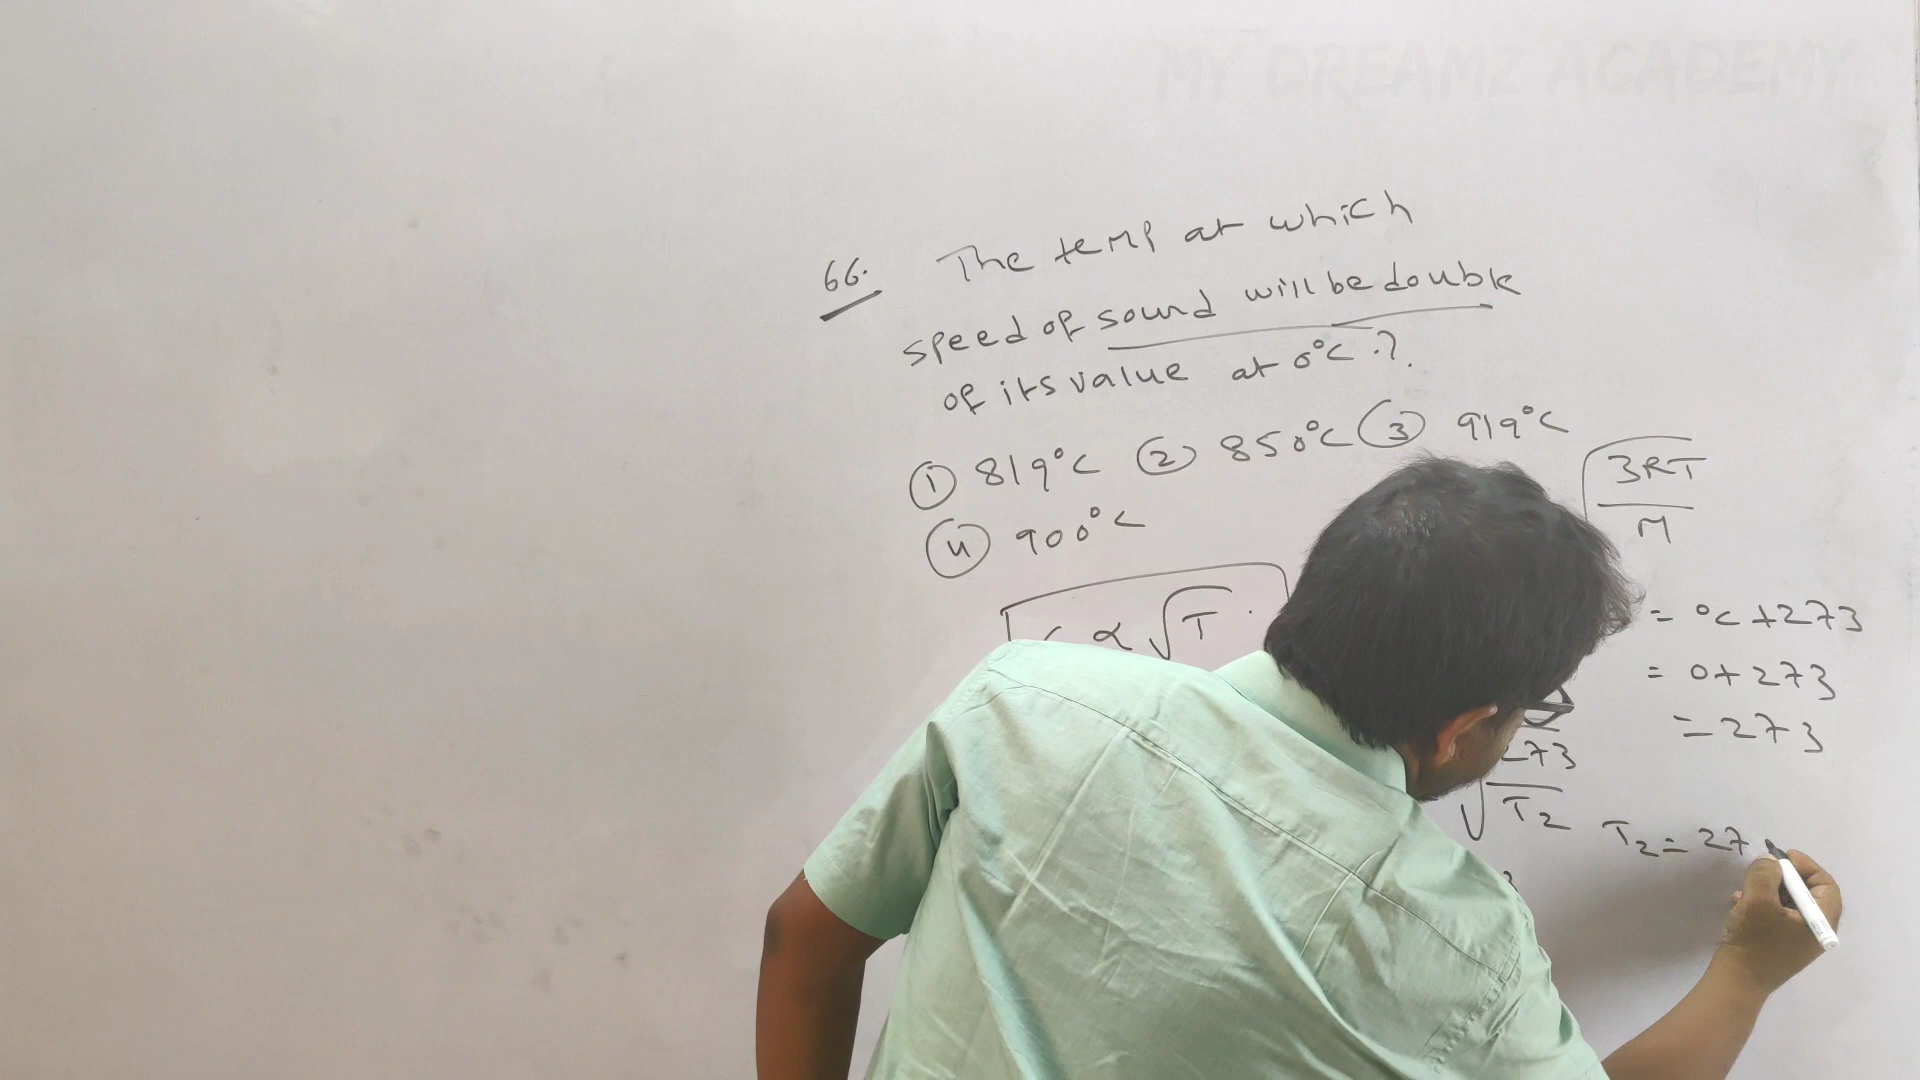 MY DREAMZ ACADEMY
66. The temp at which
speed of sound will be double
of its value at 0°C.?
① 819°C ② 850°C ③ 919°C
④ 900°C
√3RT
M
∝ √T
= °C+273
= 0+273
= 273
273
√T2
T2 = 27